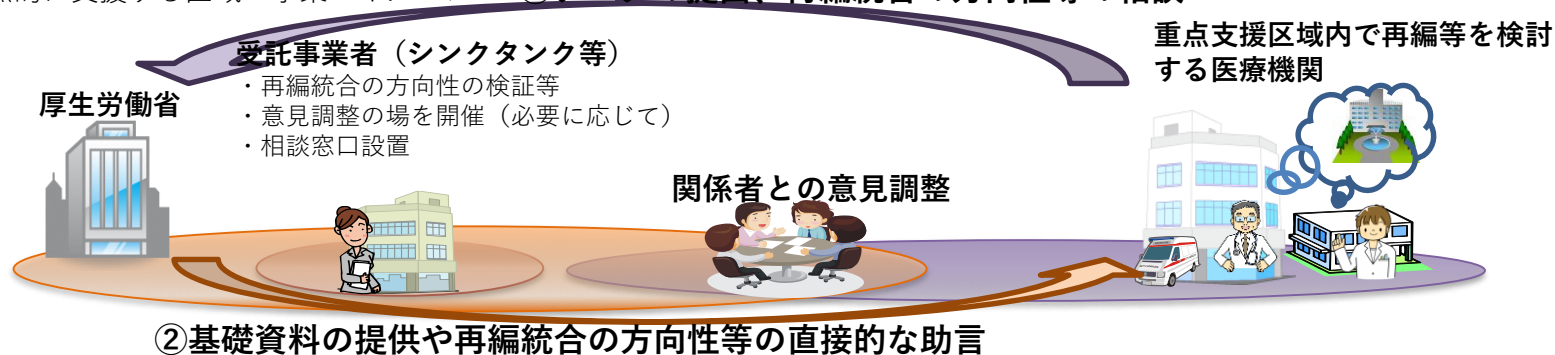 受託事業者（シンクタンク等）
・再編統合の方向性の検証等
・意見調整の場を開催（必要に応じて）
・相談窓口設置
厚生労働省
重点支援区域内で再編等を検討
する医療機関
関係者との意見調整
②基礎資料の提供や再編統合の方向性等の直接的な助言